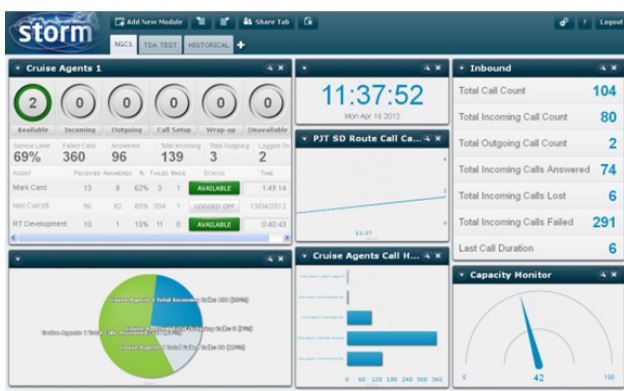 storm
Add New Module
Share Tab
Logout
NGCS
TDA TEST
HISTORICAL
Cruise Agents 1
2 0 0 0 0 0
Available Incoming Outgoing Call Setup Wrap-up Unavailable
Service Level Failed Calls Answered Total Incoming Total Outgoing Logged On
69% 360 96 139 3 2
Agent Received Answered % Failed Status Time
Mark Card 13 8 62% 3 1 AVAILABLE 1:49:14
Neil Carrott 96 82 85% 334 1 LOGGED OFF 13/04/2012
RT Development 10 1 10% 11 0 AVAILABLE 0:40:43
11:37:52
Mon Apr 16 2012
PJT SD Route Call Ca...
11:37
Cruise Agents Call H...
0 60 120 180 240 300 360
Inbound
Total Call Count 104
Total Incoming Call Count 80
Total Outgoing Call Count 2
Total Incoming Calls Answered 74
Total Incoming Calls Lost 6
Total Incoming Calls Failed 291
Last Call Duration 6
Capacity Monitor
0 42 100